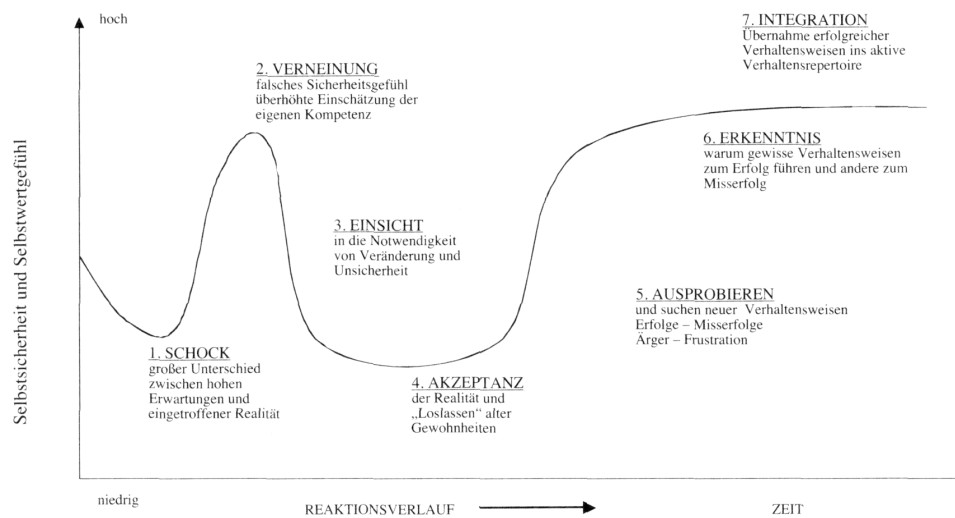 hoch
7. INTEGRATION
Übernahme erfolgreicher
Verhaltensweisen ins aktive
Verhaltensrepertoire
2. VERNEINUNG
falsches Sicherheitsgefühl
überhöhte Einschätzung der
eigenen Kompetenz
6. ERKENNTNIS
warum gewisse Verhaltensweisen
zum Erfolg führen und andere zum
Misserfolg
Selbstsicherheit und Selbstwertgefühl
3. EINSICHT
in die Notwendigkeit
von Veränderung und
Unsicherheit
5. AUSPROBIEREN
und suchen neuer Verhaltensweisen
Erfolge – Misserfolge
Ärger – Frustration
1. SCHOCK
großer Unterschied
zwischen hohen
Erwartungen und
eingetroffener Realität
4. AKZEPTANZ
der Realität und
„Loslassen" alter
Gewohnheiten
niedrig
REAKTIONSVERLAUF
ZEIT